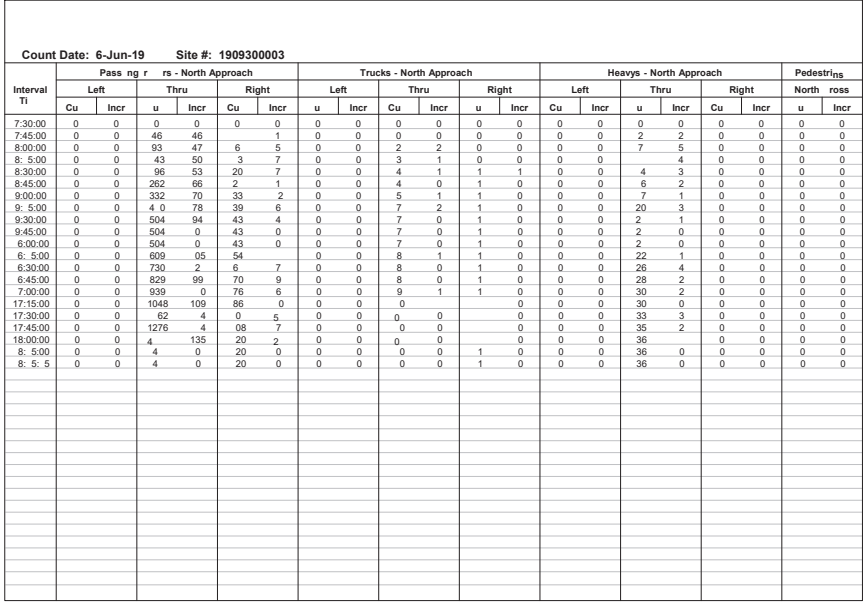 Count Date: 6-Jun-19 Site #: 1909300003
Pass ng r rs - North Approach Trucks - North Approach Heavys - North Approach Pedestrins
Interval Left Thru Right Left Thru Right Left Thru Right North ross
Ti Cu Incr u Incr Cu Incr u Incr Cu Incr u Incr Cu Incr u Incr Cu Incr u Incr
7:30:00 0 0 0 0 0 0 0 0 0 0 0 0 0 0 0 0 0 0 0 0
7:45:00 0 0 46 46 1 0 0 0 0 0 0 0 0 2 2 0 0 0 0
8:00:00 0 0 93 47 6 5 0 0 2 2 0 0 0 0 7 5 0 0 0 0
8: 5:00 0 0 43 50 3 7 0 0 3 1 0 0 0 0 4 0 0 0 0
8:30:00 0 0 96 53 20 7 0 0 4 1 1 1 0 0 4 3 0 0 0 0
8:45:00 0 0 262 66 2 1 0 0 4 0 1 0 0 0 6 2 0 0 0 0
9:00:00 0 0 332 70 33 2 0 0 5 1 1 0 0 0 7 1 0 0 0 0
9: 5:00 0 0 4 0 78 39 6 0 0 7 2 1 0 0 0 20 3 0 0 0 0
9:30:00 0 0 504 94 43 4 0 0 7 0 1 0 0 0 2 1 0 0 0 0
9:45:00 0 0 504 0 43 0 0 0 7 0 1 0 0 0 2 0 0 0 0 0
6:00:00 0 0 504 0 43 0 0 0 7 0 1 0 0 0 2 0 0 0 0 0
6: 5:00 0 0 609 05 54 0 0 8 1 1 0 0 0 22 1 0 0 0 0
6:30:00 0 0 730 2 6 7 0 0 8 0 1 0 0 0 26 4 0 0 0 0
6:45:00 0 0 829 99 70 9 0 0 8 0 1 0 0 0 28 2 0 0 0 0
7:00:00 0 0 939 0 76 6 0 0 9 1 1 0 0 0 30 2 0 0 0 0
17:15:00 0 0 1048 109 86 0 0 0 0 0 0 0 30 0 0 0 0 0
17:30:00 0 0 62 4 0 5 0 0 0 0 0 0 0 33 3 0 0 0 0
17:45:00 0 0 1276 4 08 7 0 0 0 0 0 0 0 35 2 0 0 0 0
18:00:00 0 0 4 135 20 2 0 0 0 0 0 0 0 36 0 0 0 0
8: 5:00 0 0 4 0 20 0 0 0 0 0 1 0 0 0 36 0 0 0 0 0
8: 5: 5 0 0 4 0 20 0 0 0 0 0 1 0 0 0 36 0 0 0 0 0